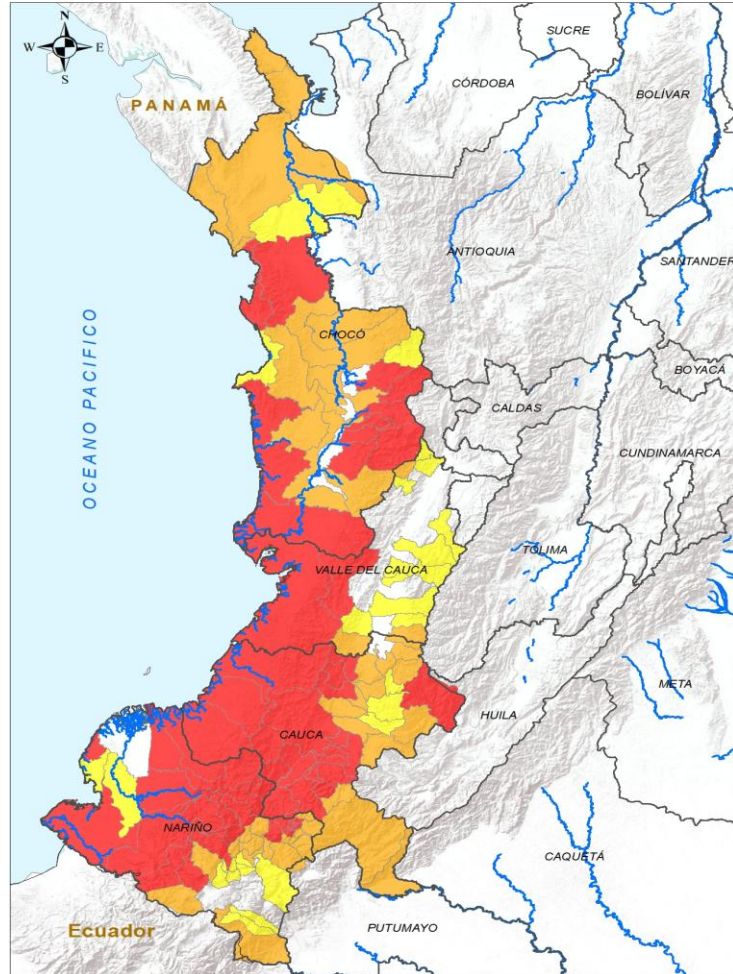 N
W E
S
SUCRE
CÓRDOBA
BOLÍVAR
PANAMÁ
ANTIOQUIA
SANTANDER
OCEANO PACIFICO
CHOCÓ
BOYACÁ
CALDAS
CUNDINAMARCA
TOLIMA
VALLE DEL CAUCA
META
HUILA
CAUCA
NARIÑO
CAQUETÁ
PUTUMAYO
Ecuador